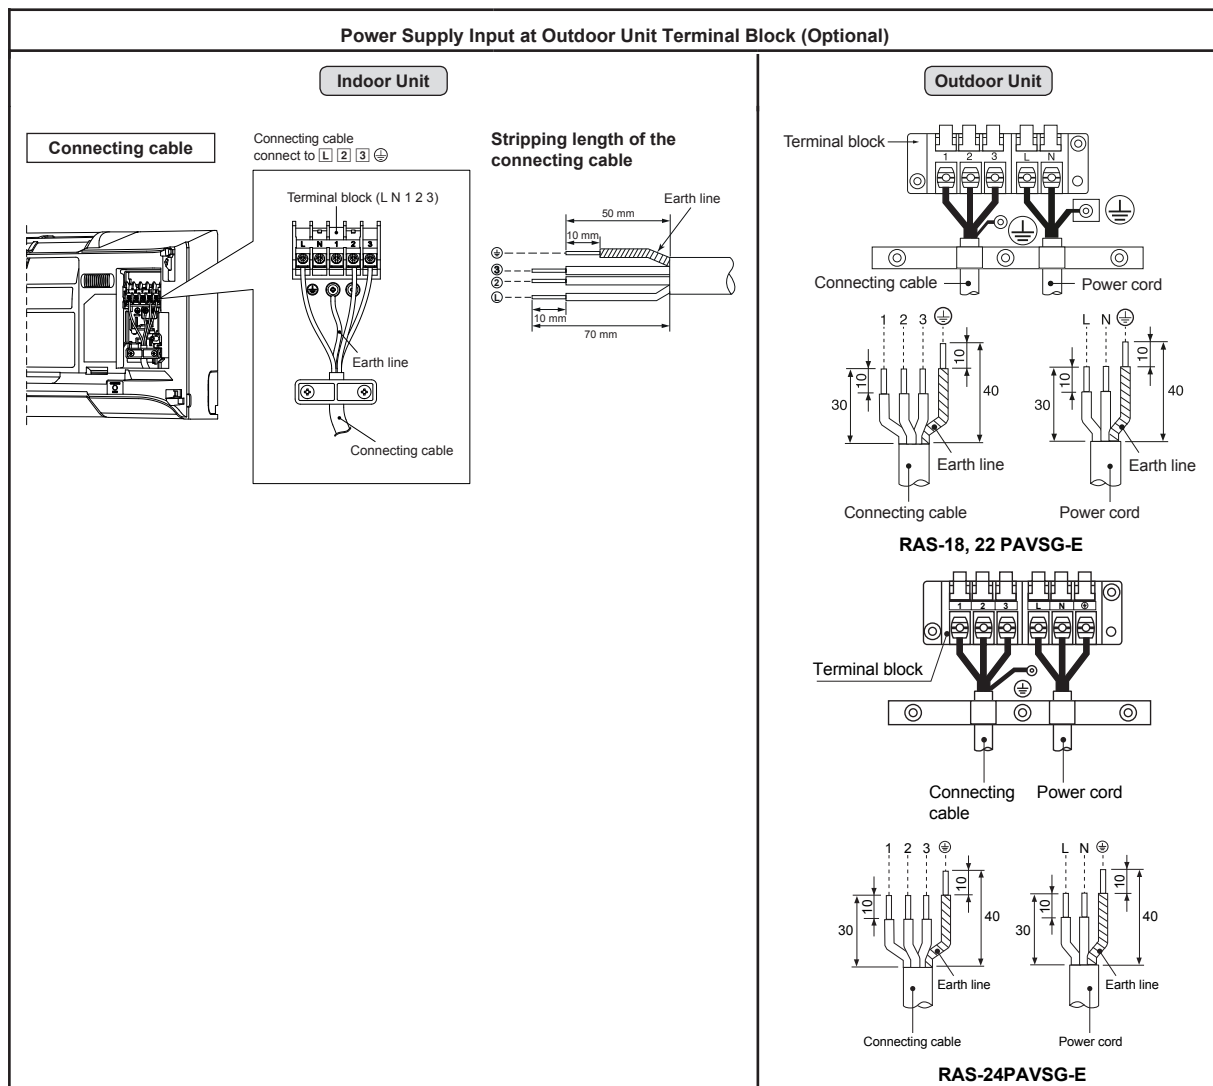 Power Supply Input at Outdoor Unit Terminal Block (Optional)
Indoor Unit
Connecting cable
Connecting cable
connect to L 2 3 ⏚
Terminal block (L N 1 2 3)
L N 1 2 3
Earth line
Connecting cable
Stripping length of the
connecting cable
Earth line
50 mm
10 mm
⏚
③
②
Ⓛ
10 mm
70 mm
Outdoor Unit
Terminal block
1 2 3 L N
⏚ ⏚
Connecting cable
Power cord
1 2 3 ⏚
10
10
30
40
Earth line
Connecting cable
L N ⏚
10
10
30
40
Earth line
Power cord
RAS-18, 22 PAVSG-E
1 2 3 L N ⏚
Terminal block
⏚
Connecting
cable
Power cord
1 2 3 ⏚
10
10
30
40
Earth line
Connecting cable
L N ⏚
10
10
30
40
Earth line
Power cord
RAS-24PAVSG-E